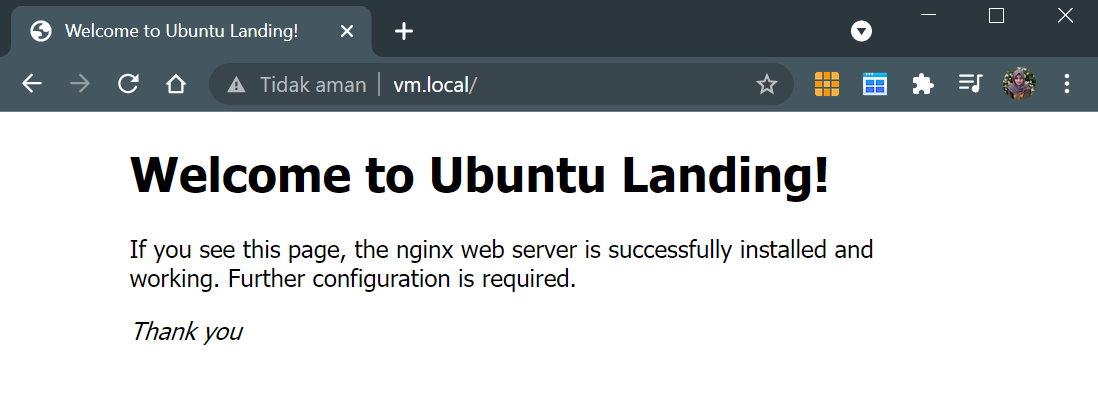 Welcome to Ubuntu Landing!
Tidak aman | vm.local/
Welcome to Ubuntu Landing!
If you see this page, the nginx web server is successfully installed and
working. Further configuration is required.
Thank you